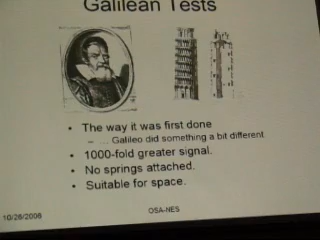 Galilean Tests
• The way it was first done
– ... Galileo did something a bit different
• 1000-fold greater signal.
• No springs attached.
• Suitable for space.
10/26/2006
OSA-NES